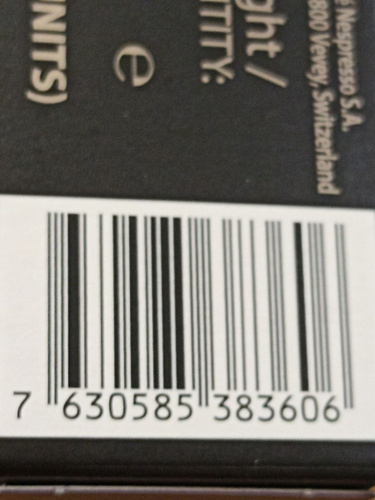 Nespresso S.A.
800 Vevey, Switzerland
ght /
TITY:
e
NITS)
7 630585 383606